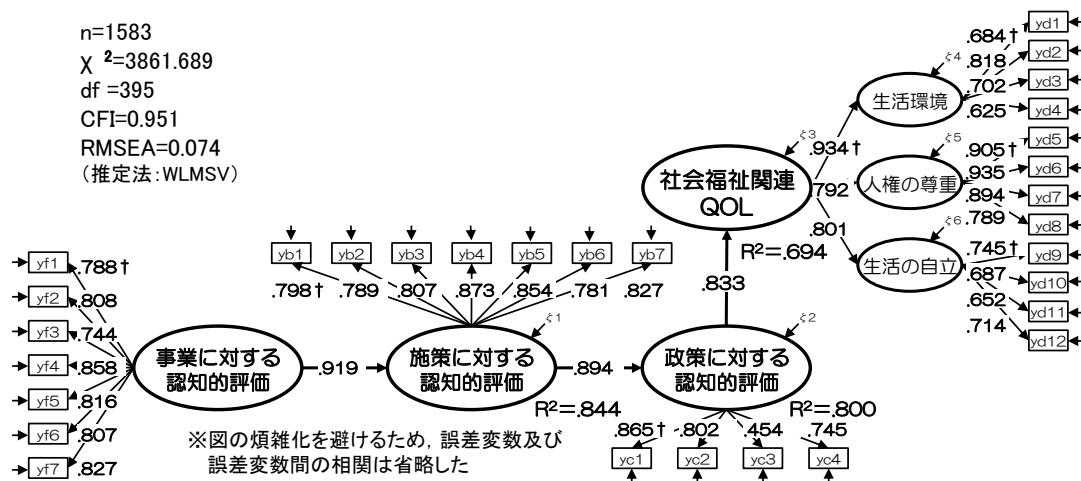 n=1583
χ ²=3861.689
df =395
CFI=0.951
RMSEA=0.074
（推定法：WLMSV）
yf1
yf2
yf3
yf4
yf5
yf6
yf7
.788†
.808
.744
.858
.816
.807
.827
事業に対する
認知的評価
.919
yb1
yb2
yb3
yb4
yb5
yb6
yb7
.798†
.789
.807
.873
.854
.781
.827
ζ1
施策に対する
認知的評価
R²=.844
.894
ζ2
政策に対する
認知的評価
R²=.800
.865†
.802
.454
.745
yc1
yc2
yc3
yc4
.833
ζ3
社会福祉関連
QOL
R²=.694
.934†
.792
.801
ζ4
生活環境
.684†
.818
.702
.625
yd1
yd2
yd3
yd4
ζ5
人権の尊重
.905†
.935
.894
.789
yd5
yd6
yd7
yd8
ζ6
生活の自立
.745†
.687
.652
.714
yd9
yd10
yd11
yd12
※図の煩雑化を避けるため，誤差変数及び
誤差変数間の相関は省略した